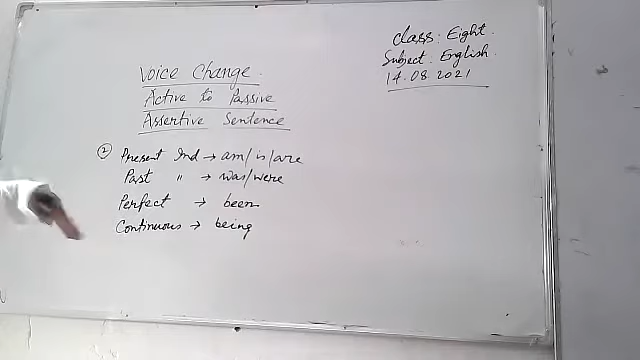 Class: Eight.
Subject: English.
14.08.2021
Voice Change.
Active to Passive
Assertive Sentence
② Present Ind → am/is/are
Past " → was/were
Perfect → been
Continuous → being